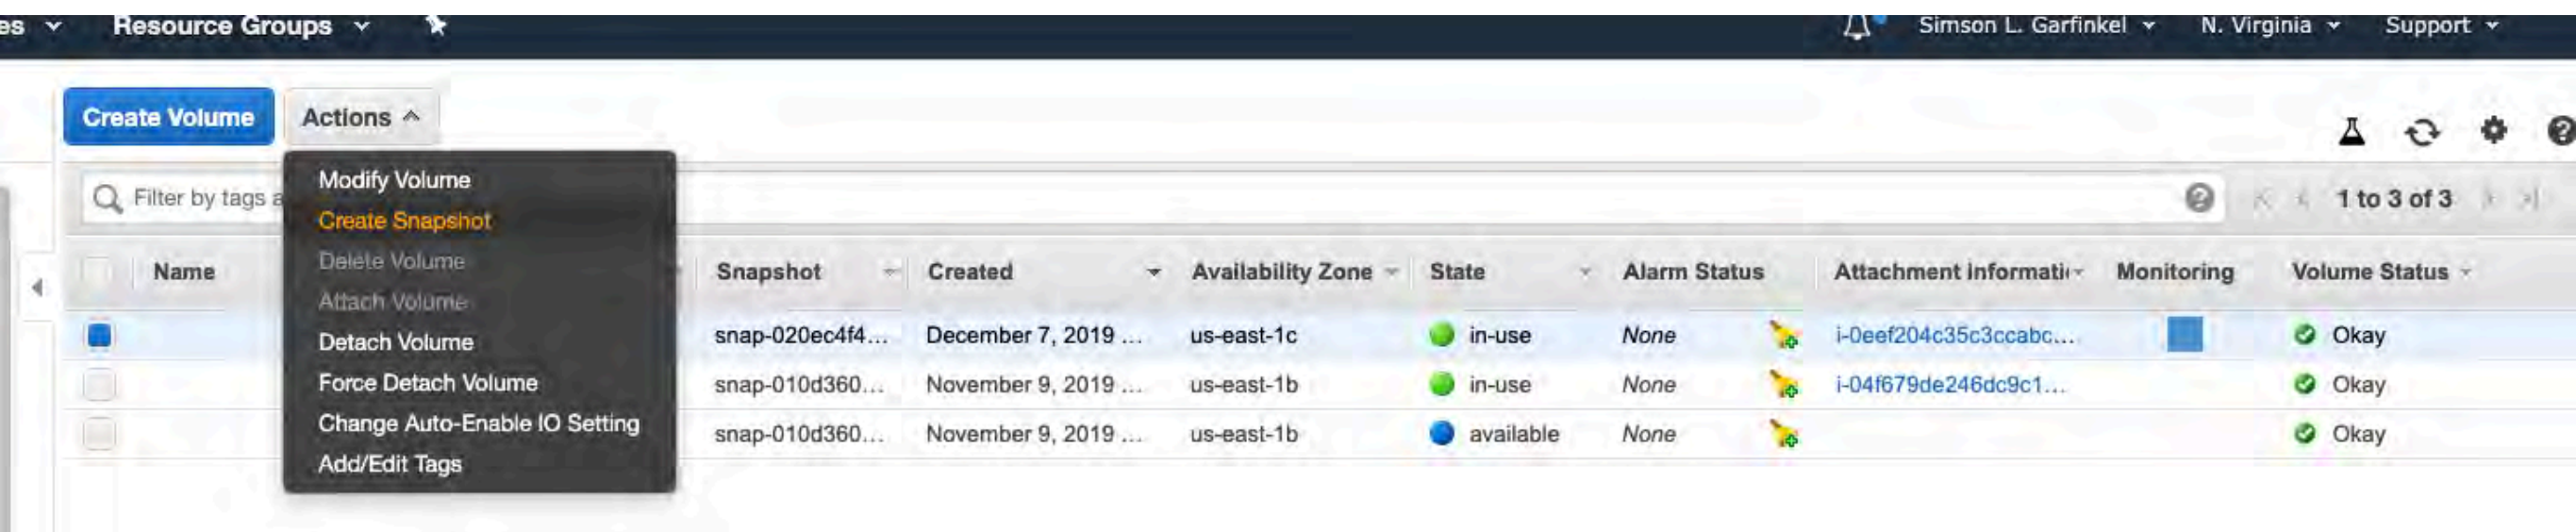 es Resource Groups Simson L. Garfinkel N. Virginia Support
Create Volume Actions
Modify Volume
Filter by tags a 1 to 3 of 3
Create Snapshot
Delete Volume
Name Snapshot Created Availability Zone State Alarm Status Attachment Informati Monitoring Volume Status
Attach Volume
Detach Volume snap-020ec4f4... December 7, 2019 ... us-east-1c in-use None i-0eef204c35c3ccabc... Okay
Force Detach Volume snap-010d360... November 9, 2019 ... us-east-1b in-use None i-04f679de246dc9c1... Okay
Change Auto-Enable IO Setting snap-010d360... November 9, 2019 ... us-east-1b available None Okay
Add/Edit Tags